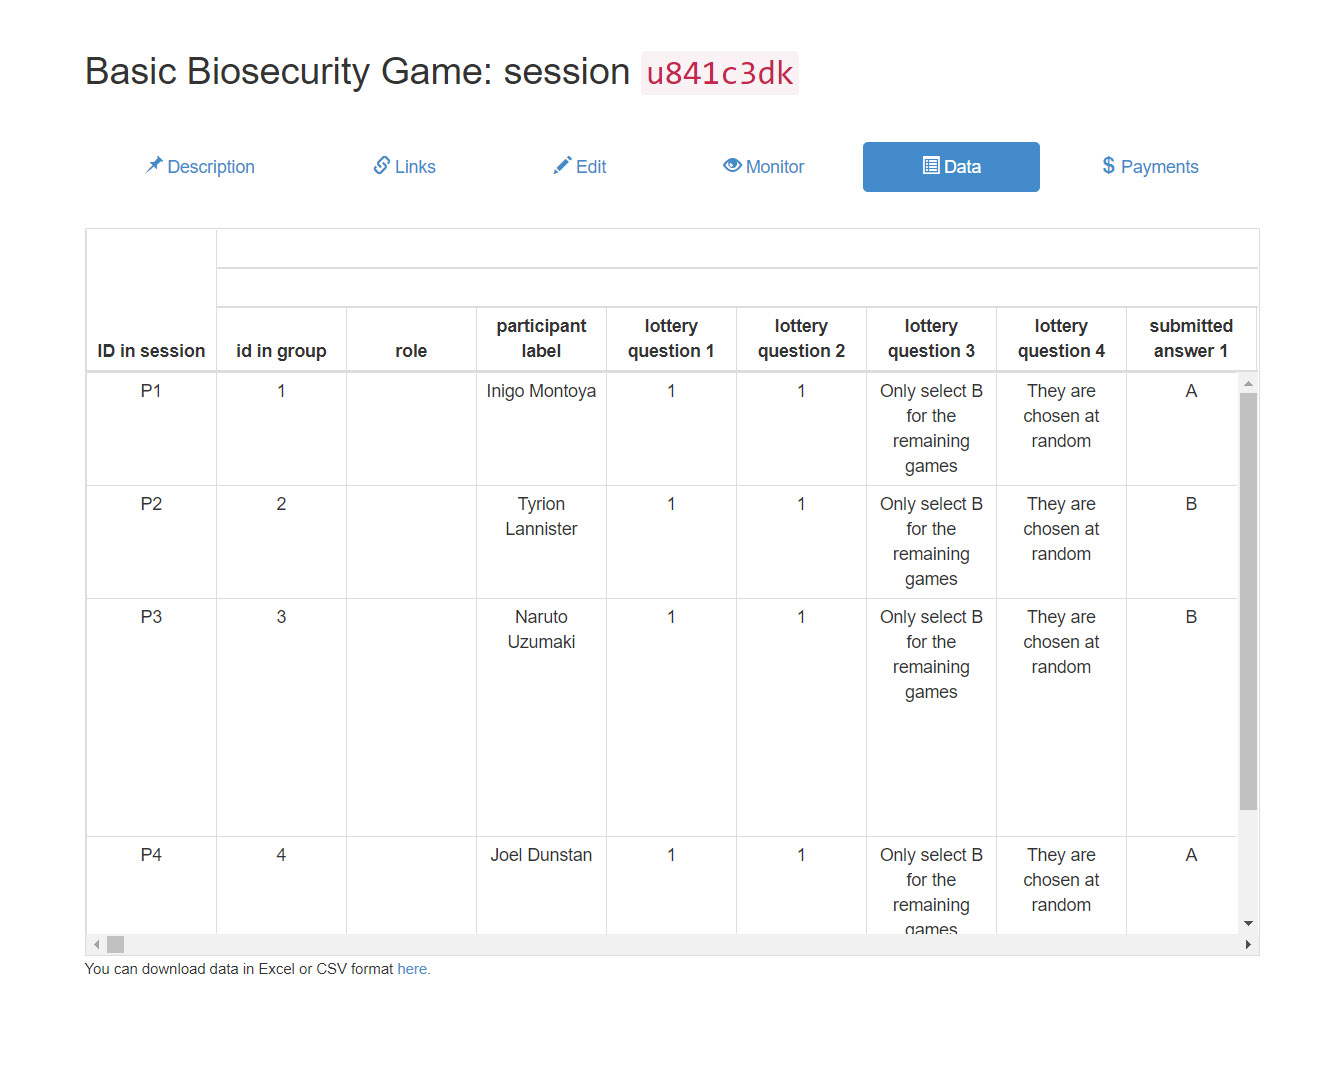 Basic Biosecurity Game: session u841c3dk
Description Links Edit Monitor Data $ Payments
ID in session id in group role participant label lottery question 1 lottery question 2 lottery question 3 lottery question 4 submitted answer 1
P1 1 Inigo Montoya 1 1 Only select B for the remaining games They are chosen at random A
P2 2 Tyrion Lannister 1 1 Only select B for the remaining games They are chosen at random B
P3 3 Naruto Uzumaki 1 1 Only select B for the remaining games They are chosen at random B
P4 4 Joel Dunstan 1 1 Only select B for the remaining games They are chosen at random A
You can download data in Excel or CSV format here.